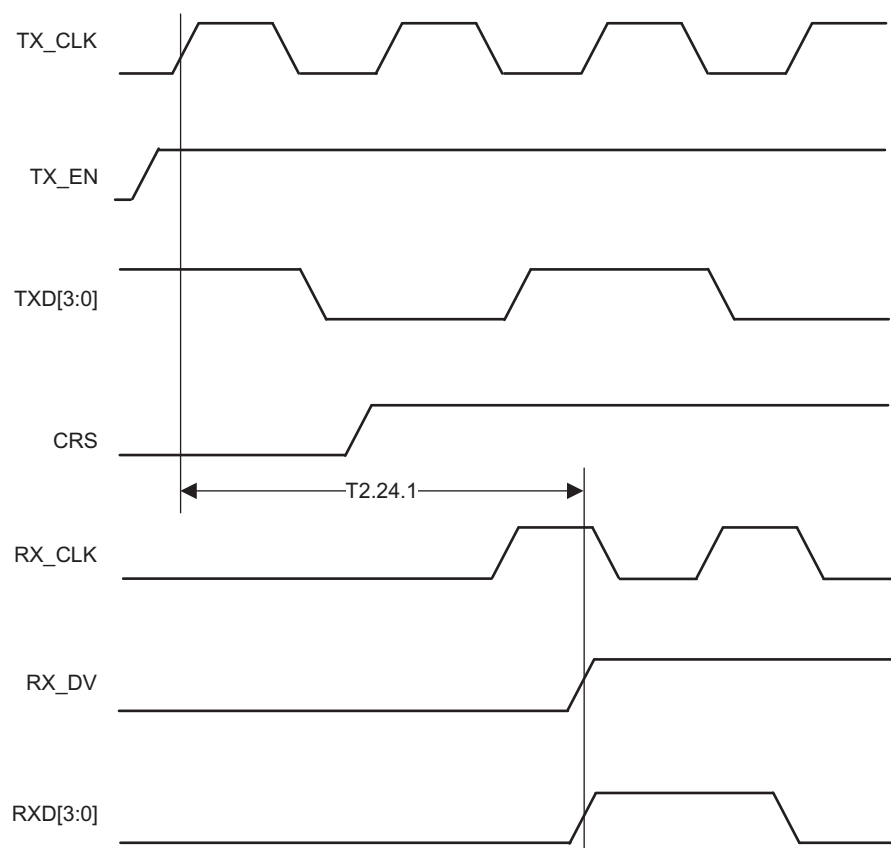 TX_CLK
TX_EN
TXD[3:0]
CRS
T2.24.1
RX_CLK
RX_DV
RXD[3:0]